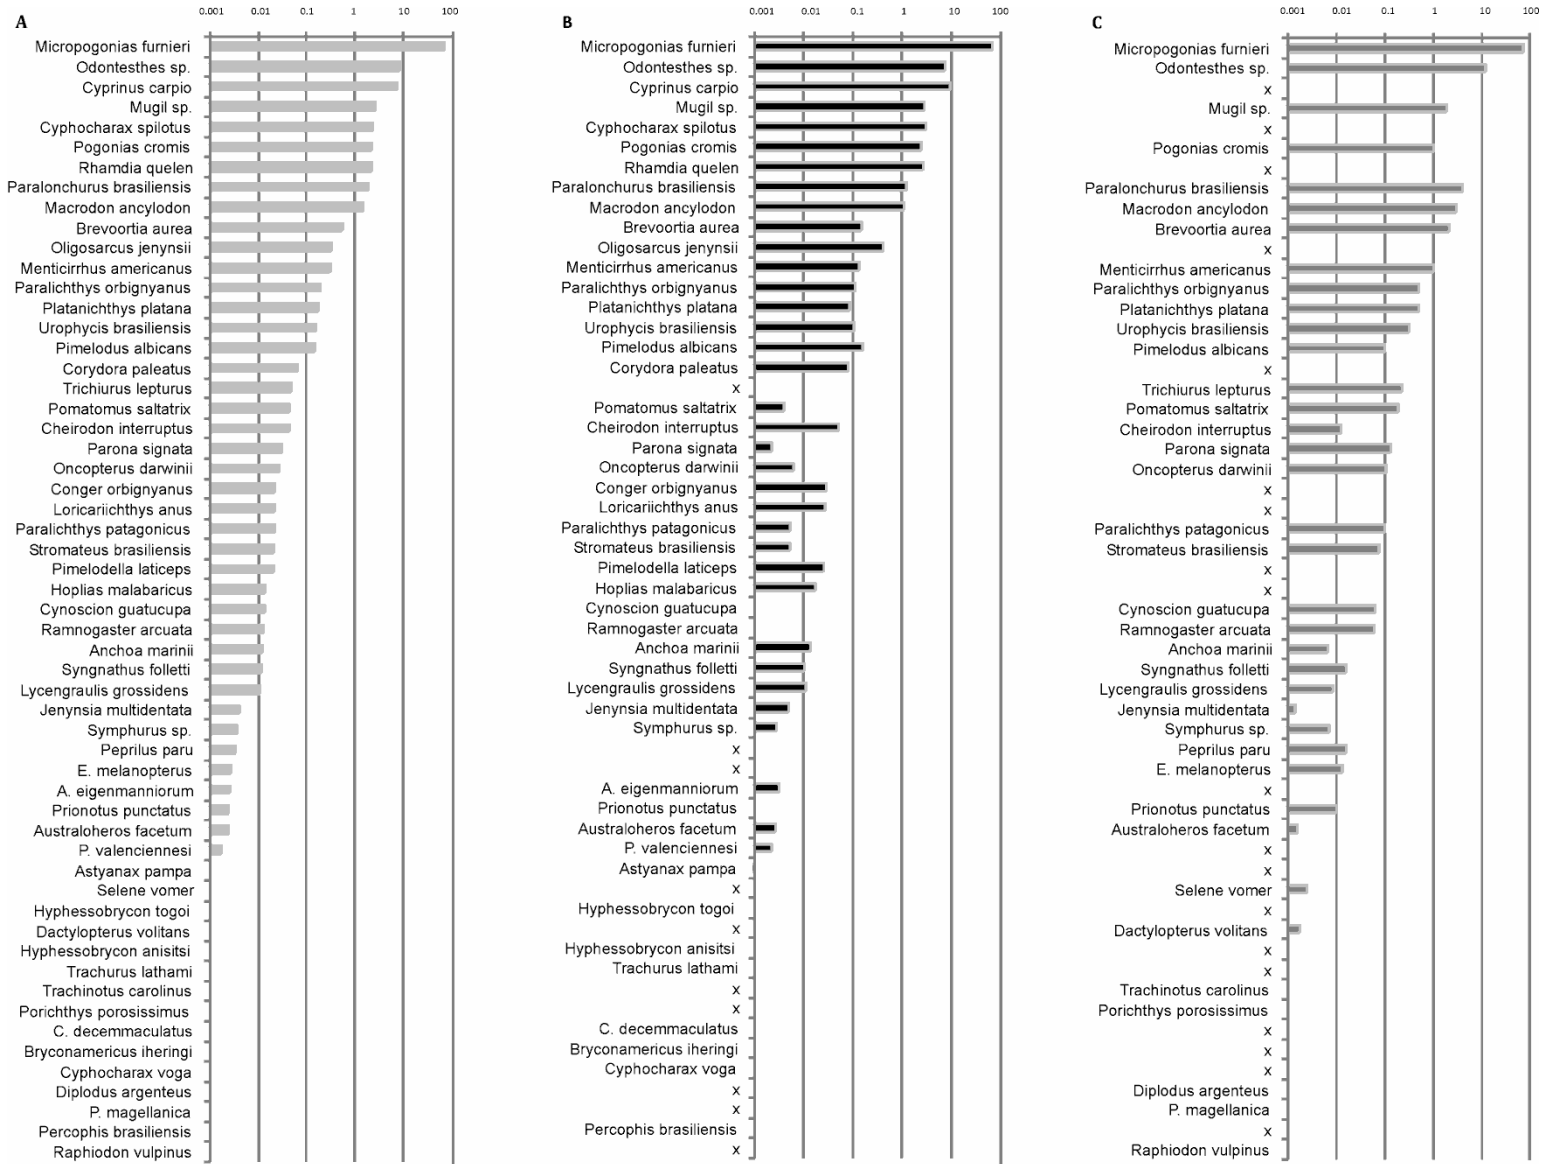 A
0.001 0.01 0.1 1 10 100
Micropogonias furnieri
Odontesthes sp.
Cyprinus carpio
Mugil sp.
Cyphocharax spilotus
Pogonias cromis
Rhamdia quelen
Paralonchurus brasiliensis
Macrodon ancylodon
Brevoortia aurea
Oligosarcus jenynsii
Menticirrhus americanus
Paralichthys orbignyanus
Platanichthys platana
Urophycis brasiliensis
Pimelodus albicans
Corydora paleatus
Trichiurus lepturus
Pomatomus saltatrix
Cheirodon interruptus
Parona signata
Oncopterus darwinii
Conger orbignyanus
Loricariichthys anus
Paralichthys patagonicus
Stromateus brasiliensis
Pimelodella laticeps
Hoplias malabaricus
Cynoscion guatucupa
Ramnogaster arcuata
Anchoa marinii
Syngnathus folletti
Lycengraulis grossidens
Jenynsia multidentata
Symphurus sp.
Peprilus paru
E. melanopterus
A. eigenmanniorum
Prionotus punctatus
Australoheros facetum
P. valenciennesi
Astyanax pampa
Selene vomer
Hyphessobrycon togoi
Dactylopterus volitans
Hyphessobrycon anisitsi
Trachurus lathami
Trachinotus carolinus
Porichthys porosissimus
C. decemmaculatus
Bryconamericus iheringi
Cyphocharax voga
Diplodus argenteus
P. magellanica
Percophis brasiliensis
Raphiodon vulpinus
B
0.001 0.01 0.1 1 10 100
Micropogonias furnieri
Odontesthes sp.
Cyprinus carpio
Mugil sp.
Cyphocharax spilotus
Pogonias cromis
Rhamdia quelen
Paralonchurus brasiliensis
Macrodon ancylodon
Brevoortia aurea
Oligosarcus jenynsii
Menticirrhus americanus
Paralichthys orbignyanus
Platanichthys platana
Urophycis brasiliensis
Pimelodus albicans
Corydora paleatus
x
Pomatomus saltatrix
Cheirodon interruptus
Parona signata
Oncopterus darwinii
Conger orbignyanus
Loricariichthys anus
Paralichthys patagonicus
Stromateus brasiliensis
Pimelodella laticeps
Hoplias malabaricus
Cynoscion guatucupa
Ramnogaster arcuata
Anchoa marinii
Syngnathus folletti
Lycengraulis grossidens
Jenynsia multidentata
Symphurus sp.
x
x
A. eigenmanniorum
Prionotus punctatus
Australoheros facetum
P. valenciennesi
Astyanax pampa
x
Hyphessobrycon togoi
x
Hyphessobrycon anisitsi
Trachurus lathami
x
x
C. decemmaculatus
Bryconamericus iheringi
Cyphocharax voga
x
x
Percophis brasiliensis
x
C
0.001 0.01 0.1 1 10 100
Micropogonias furnieri
Odontesthes sp.
x
Mugil sp.
x
Pogonias cromis
x
Paralonchurus brasiliensis
Macrodon ancylodon
Brevoortia aurea
x
Menticirrhus americanus
Paralichthys orbignyanus
Platanichthys platana
Urophycis brasiliensis
Pimelodus albicans
x
Trichiurus lepturus
Pomatomus saltatrix
Cheirodon interruptus
Parona signata
Oncopterus darwinii
x
x
Paralichthys patagonicus
Stromateus brasiliensis
x
x
Cynoscion guatucupa
Ramnogaster arcuata
Anchoa marinii
Syngnathus folletti
Lycengraulis grossidens
Jenynsia multidentata
Symphurus sp.
Peprilus paru
E. melanopterus
x
Prionotus punctatus
Australoheros facetum
x
x
Selene vomer
x
Dactylopterus volitans
x
x
Trachinotus carolinus
Porichthys porosissimus
x
x
x
Diplodus argenteus
P. magellanica
x
Raphiodon vulpinus